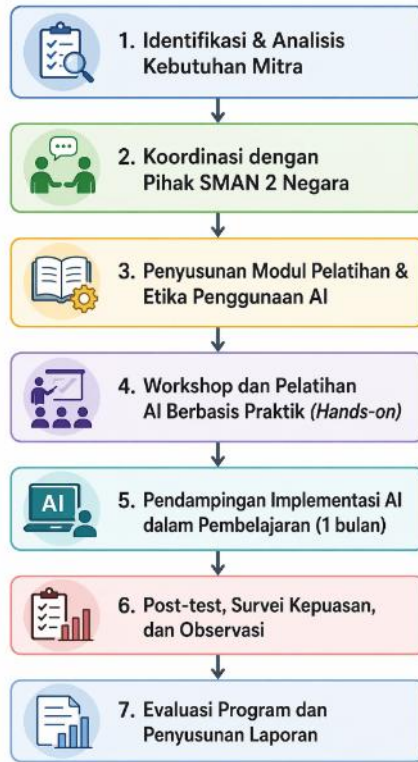 1. Identifikasi & Analisis
Kebutuhan Mitra
2. Koordinasi dengan
Pihak SMAN 2 Negara
3. Penyusunan Modul Pelatihan &
Etika Penggunaan AI
4. Workshop dan Pelatihan
AI Berbasis Praktik (Hands-on)
AI
5. Pendampingan Implementasi AI
dalam Pembelajaran (1 bulan)
6. Post-test, Survei Kepuasan,
dan Observasi
7. Evaluasi Program dan
Penyusunan Laporan